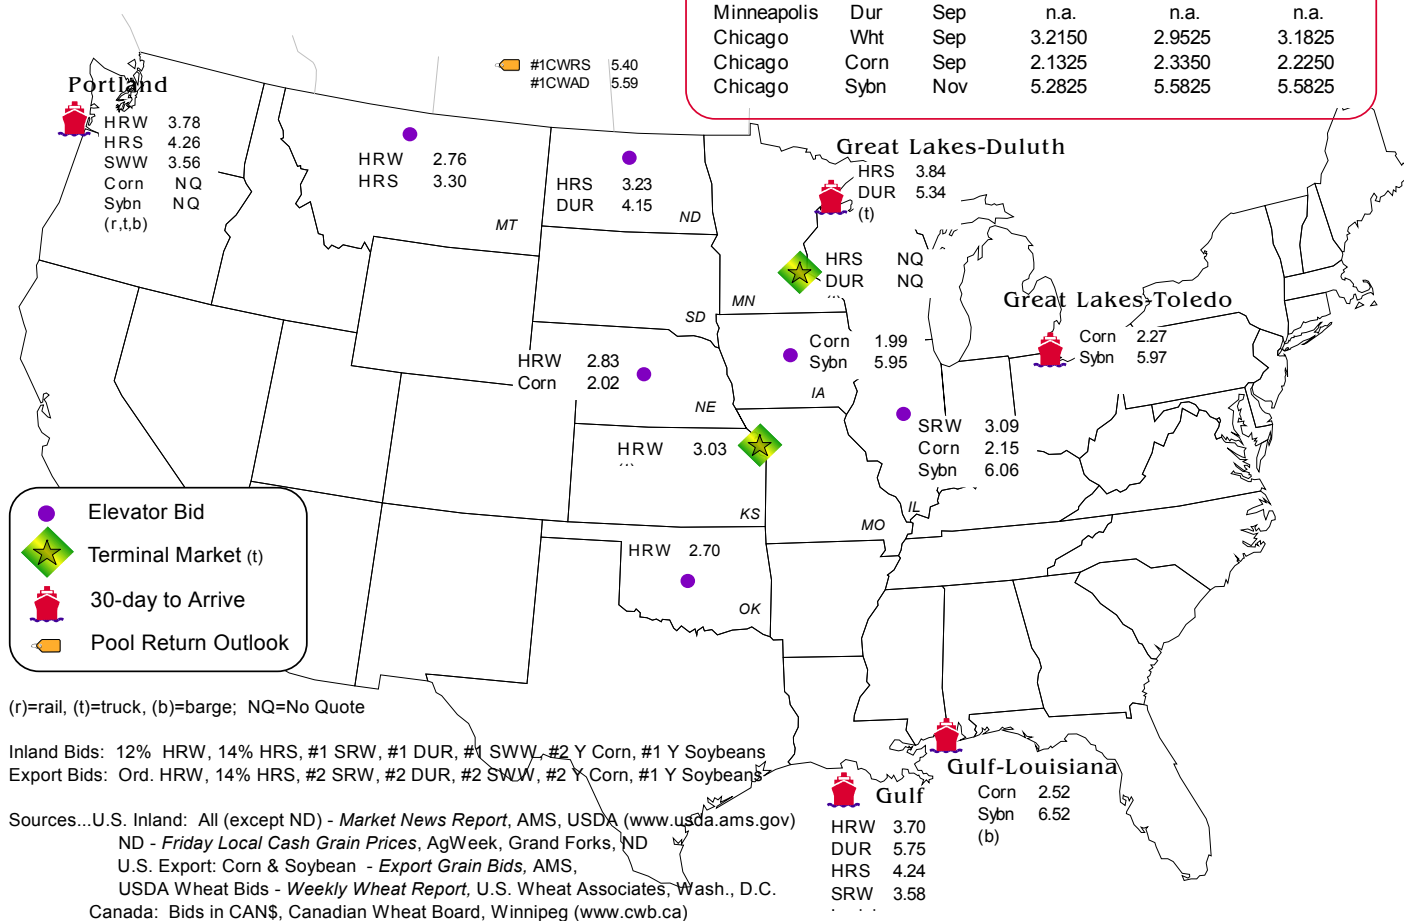 Minneapolis Dur Sep n.a. n.a. n.a.
Chicago Wht Sep 3.2150 2.9525 3.1825
Chicago Corn Sep 2.1325 2.3350 2.2250
Chicago Sybn Nov 5.2825 5.5825 5.5825
#1CWRS 5.40
#1CWAD 5.59
Portland
HRW 3.78
HRS 4.26
SWW 3.56
Corn NQ
Sybn NQ
(r,t,b)
HRW 2.76
HRS 3.30
MT
HRS 3.23
DUR 4.15
ND
Great Lakes-Duluth
HRS 3.84
DUR 5.34
(t)
HRS NQ
DUR NQ
MN
SD
Great Lakes-Toledo
Corn 2.27
Sybn 5.97
Corn 1.99
Sybn 5.95
IA
HRW 2.83
Corn 2.02
NE
SRW 3.09
Corn 2.15
Sybn 6.06
IL
HRW 3.03
KS
MO
HRW 2.70
OK
Elevator Bid
Terminal Market (t)
30-day to Arrive
Pool Return Outlook
(r)=rail, (t)=truck, (b)=barge; NQ=No Quote
Inland Bids: 12% HRW, 14% HRS, #1 SRW, #1 DUR, #1 SWW, #2 Y Corn, #1 Y Soybeans
Export Bids: Ord. HRW, 14% HRS, #2 SRW, #2 DUR, #2 SWW, #2 Y Corn, #1 Y Soybeans
Gulf-Louisiana
Corn 2.52
Sybn 6.52
(b)
Gulf
HRW 3.70
DUR 5.75
HRS 4.24
SRW 3.58
Sources...U.S. Inland: All (except ND) - Market News Report, AMS, USDA (www.usda.ams.gov)
ND - Friday Local Cash Grain Prices, AgWeek, Grand Forks, ND
U.S. Export: Corn & Soybean - Export Grain Bids, AMS,
USDA Wheat Bids - Weekly Wheat Report, U.S. Wheat Associates, Wash., D.C.
Canada: Bids in CAN$, Canadian Wheat Board, Winnipeg (www.cwb.ca)